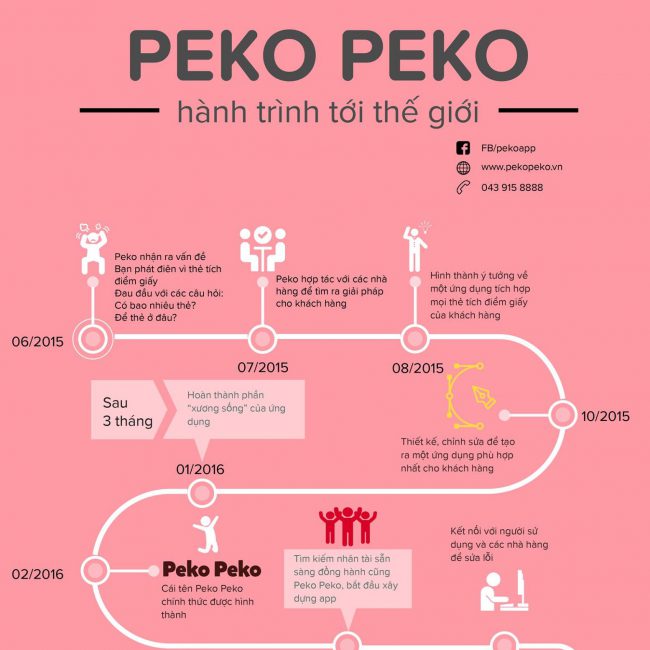 PEKO PEKO
hành trình tới thế giới
FB/pekoapp
www.pekopeko.vn
043 915 8888
Peko nhận ra vấn đề
Bạn phát điên vì thẻ tích
điểm giấy
Đau đầu với các câu hỏi:
Có bao nhiêu thẻ?
Để thẻ ở đâu?
06/2015
Peko hợp tác với các nhà
hàng để tìm ra giải pháp
cho khách hàng
07/2015
Hình thành ý tưởng về
một ứng dụng tích hợp
mọi thẻ tích điểm giấy
của khách hàng
08/2015
10/2015
Thiết kế, chỉnh sửa để tạo
ra một ứng dụng phù hợp
nhất cho khách hàng
Sau
3 tháng
Hoàn thành phần
“xương sống” của ứng
dụng
01/2016
02/2016
Peko Peko
Cái tên Peko Peko
chính thức được hình
thành
Tìm kiếm nhân tài sẵn
sàng đồng hành cũng
Peko Peko, bắt đầu xây
dựng app
Kết nối với người sử
dụng và các nhà hàng
để sửa lỗi